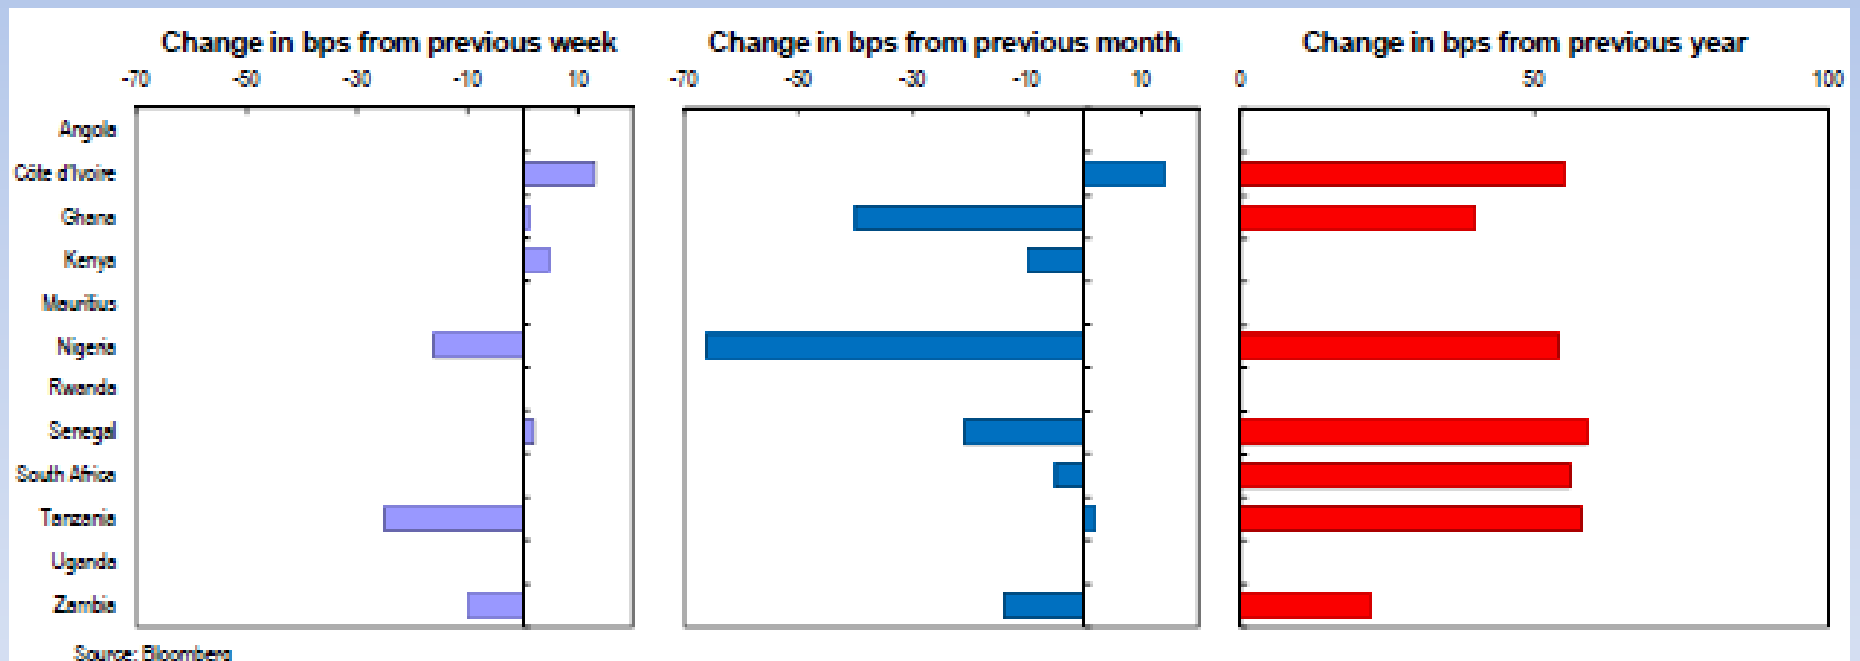 Change in bps from previous week
Change in bps from previous month
Change in bps from previous year
-70 -50 -30 -10 10
-70 -50 -30 -10 10
0 50 100
Angola
Côte d'Ivoire
Ghana
Kenya
Mauritius
Nigeria
Rwanda
Senegal
South Africa
Tanzania
Uganda
Zambia
Source: Bloomberg